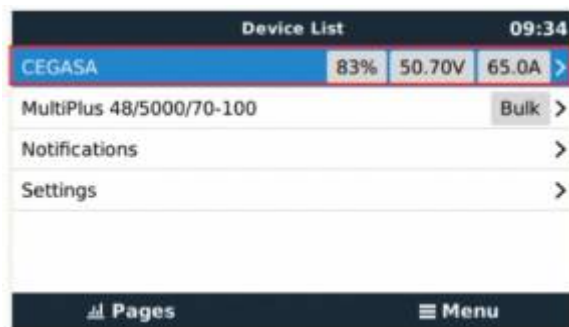 Device List 09:34
CEGASA 83% 50.70V 65.0A >
MultiPlus 48/5000/70-100 Bulk >
Notifications >
Settings >
Pages Menu